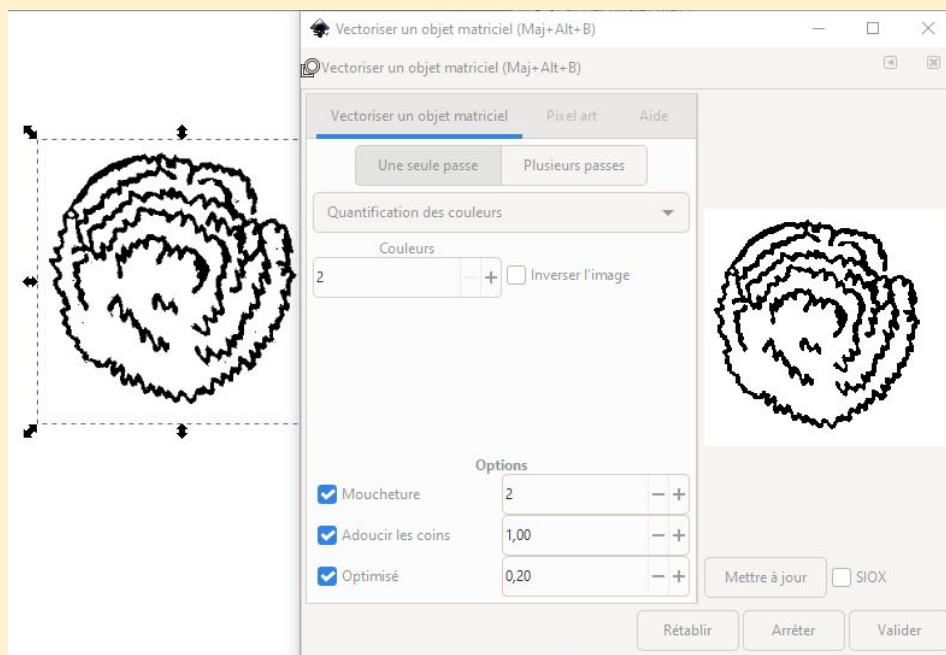 Vectoriser un objet matriciel (Maj+Alt+B)
Vectoriser un objet matriciel (Maj+Alt+B)
Vectoriser un objet matriciel Pixel art Aide
Une seule passe Plusieurs passes
Quantification des couleurs
Couleurs
2 Inverser l'image
Options
Moucheture 2
Adoucir les coins 1,00
Optimisé 0,20
Mettre à jour SIOX
Rétablir Arrêter Valider